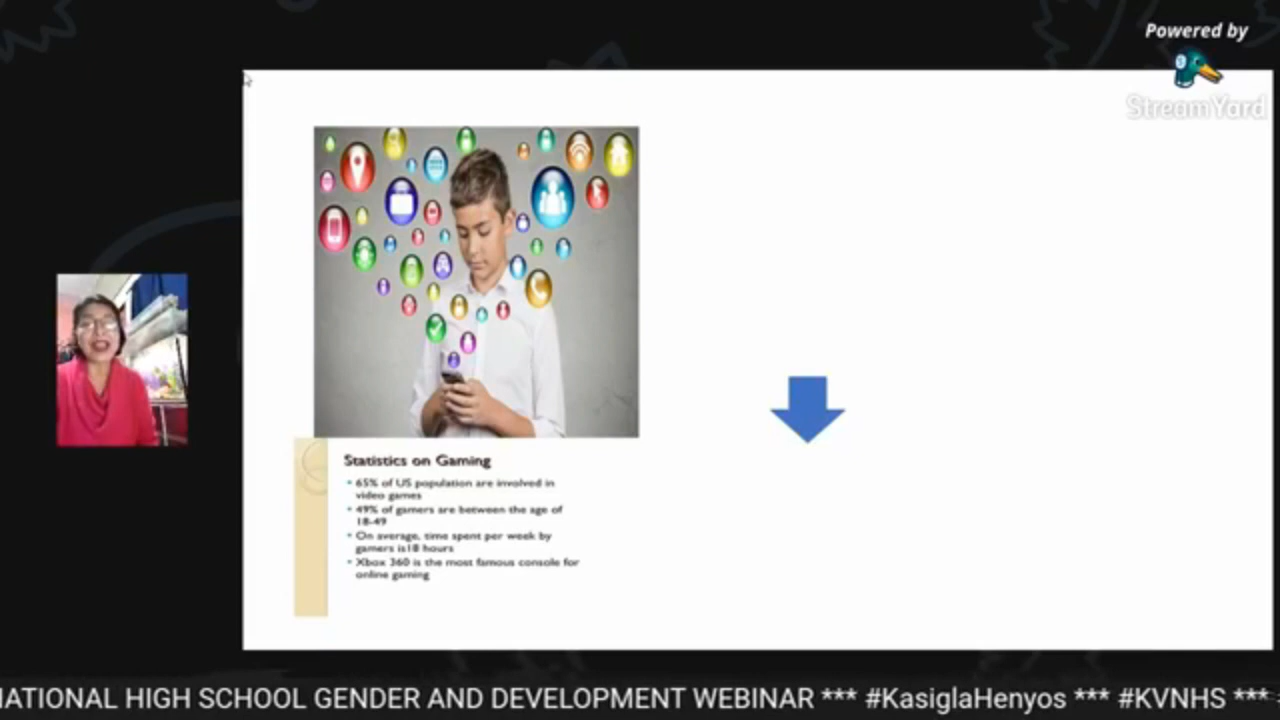 Powered by
StreamYard
Statistics on Gaming
• 65% of US population are involved in
video games
• 49% of gamers are between the age of
18-49
• On average, time spent per week by
gamers is18 hours
• Xbox 360 is the most famous console for
online gaming
NATIONAL HIGH SCHOOL GENDER AND DEVELOPMENT WEBINAR *** #KasiglaHenyos *** #KVNHS ***